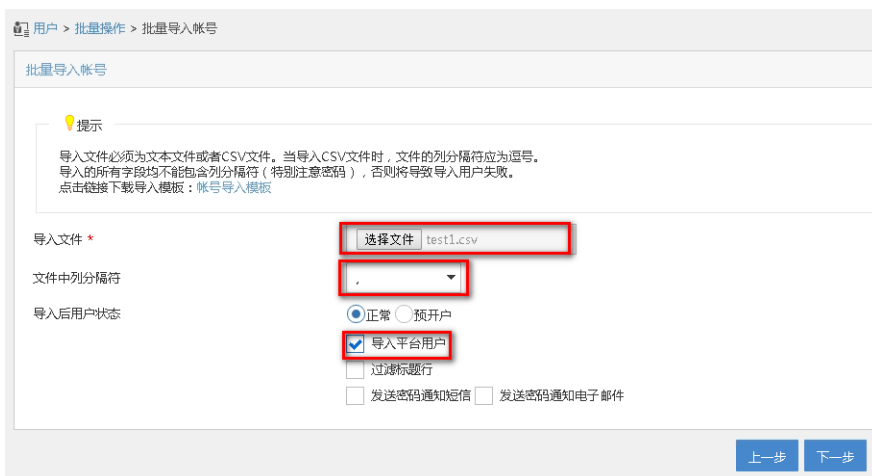 用户 > 批量操作 > 批量导入帐号
批量导入帐号
提示
导入文件必须为文本文件或者CSV文件。当导入CSV文件时，文件的列分隔符应为逗号。
导入的所有字段均不能包含列分隔符（特别注意密码），否则将导致导入用户失败。
点击链接下载导入模板：帐号导入模板
导入文件 * 选择文件 test1.csv
文件中列分隔符 ,
导入后用户状态 正常 预开户
导入平台用户
过滤标题行
发送密码通知短信 发送密码通知电子邮件
上一步 下一步